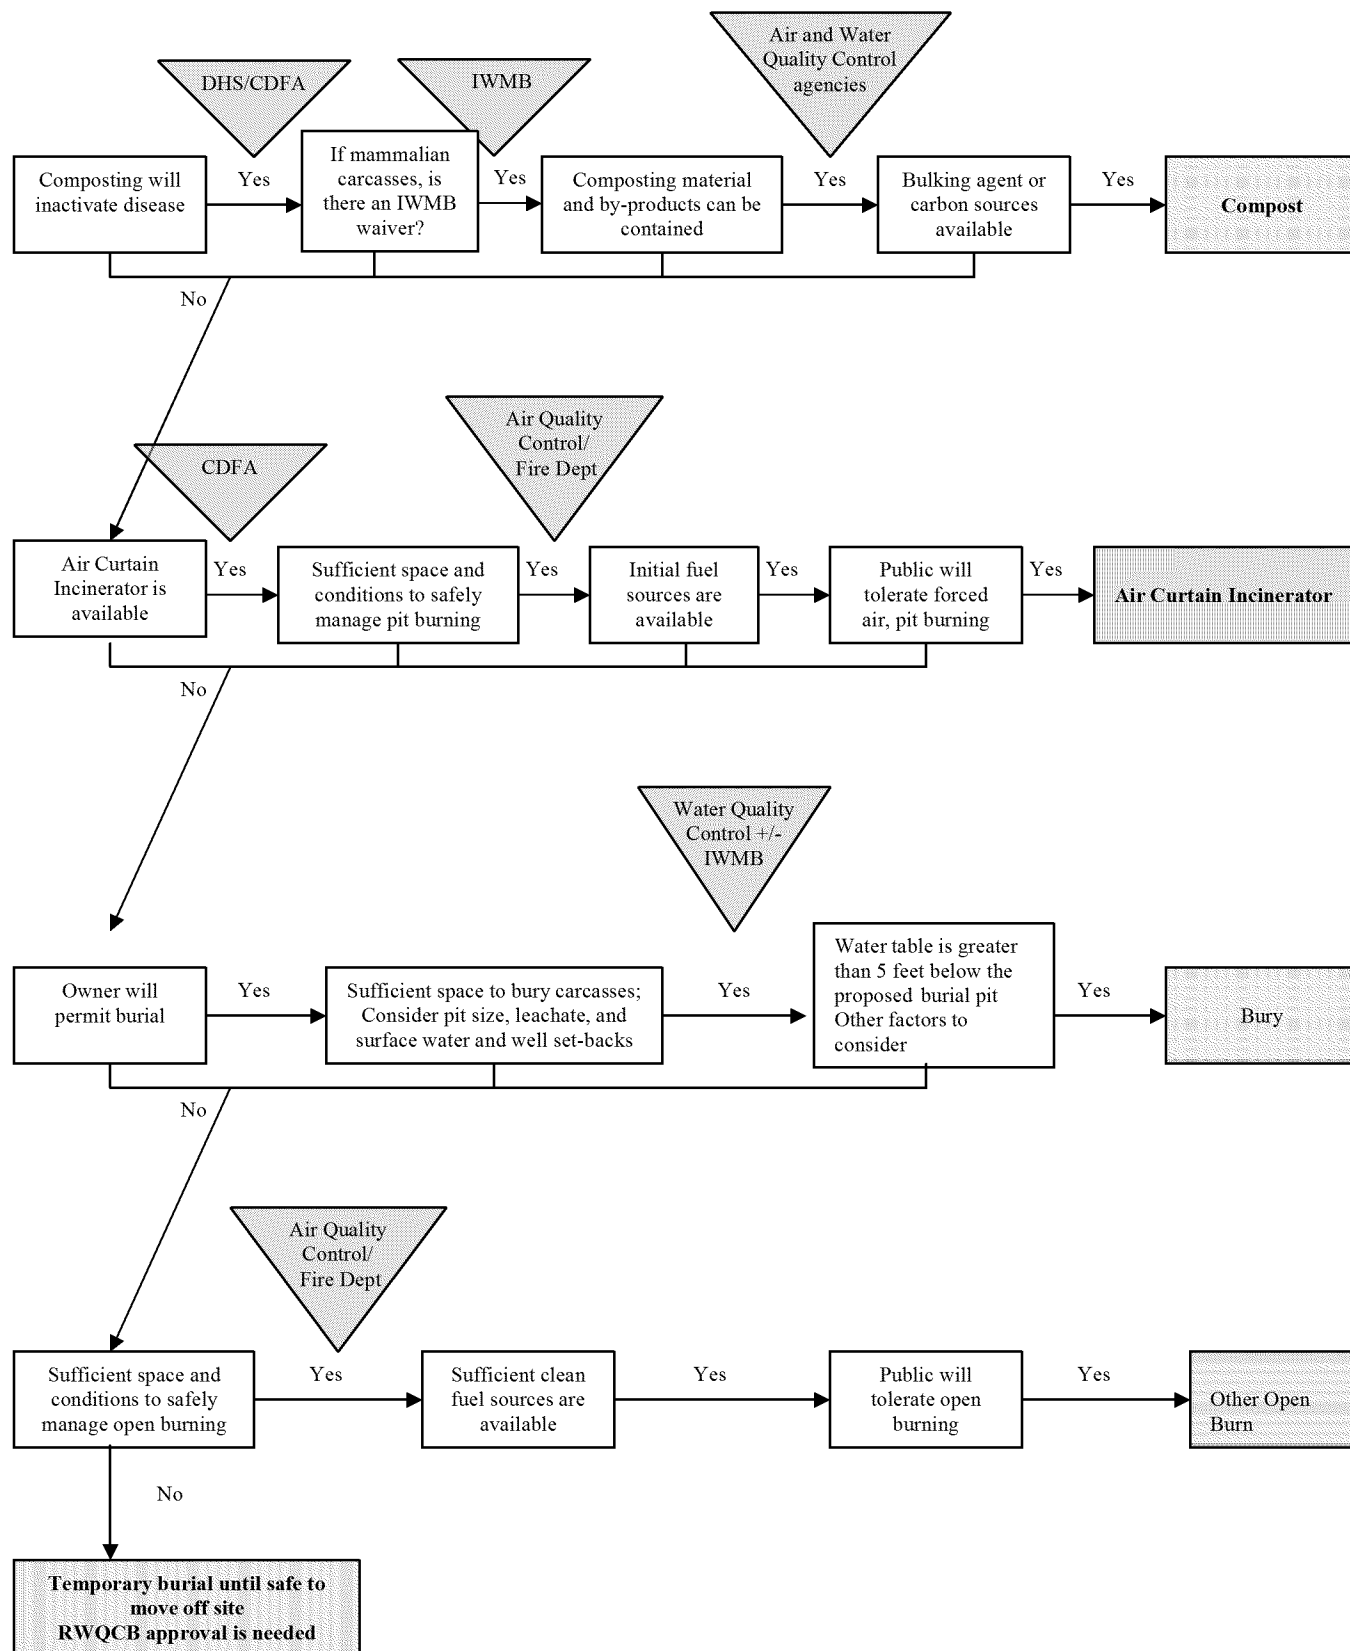 DHS/CDFA
IWMB
Air and Water
Quality Control
agencies
Composting will
inactivate disease
Yes
If mammalian
carcasses, is
there an IWMB
waiver?
Yes
Composting material
and by-products can be
contained
Yes
Bulking agent or
carbon sources
available
Yes
Compost
No
CDFA
Air Quality
Control/
Fire Dept
Air Curtain
Incinerator is
available
Yes
Sufficient space and
conditions to safely
manage pit burning
Yes
Initial fuel
sources are
available
Yes
Public will
tolerate forced
air, pit burning
Yes
Air Curtain Incinerator
No
Water Quality
Control +/-
IWMB
Owner will
permit burial
Yes
Sufficient space to bury carcasses;
Consider pit size, leachate, and
surface water and well set-backs
Yes
Water table is greater
than 5 feet below the
proposed burial pit
Other factors to
consider
Yes
Bury
No
Air Quality
Control/
Fire Dept
Sufficient space and
conditions to safely
manage open burning
Yes
Sufficient clean
fuel sources are
available
Yes
Public will
tolerate open
burning
Yes
Other Open
Burn
No
Temporary burial until safe to
move off site
RWQCB approval is needed